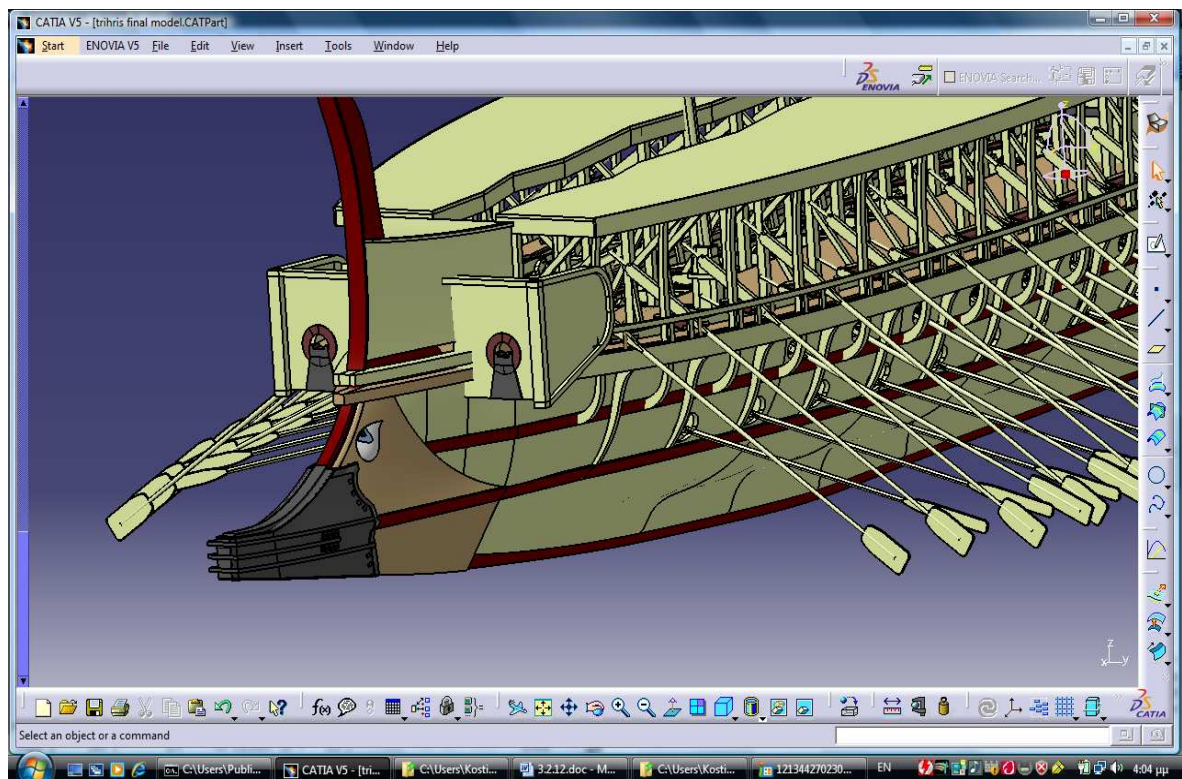 CATIA V5 - [trihris final model.CATPart]
Start ENOVIA V5 File Edit View Insert Tools Window Help
ENOVIA ENOVIA Search...
z
x y
f(x)
CATIA
Select an object or a command
C:\Users\Publi... CATIA V5 - [tri... C:\Users\Kosti... 3.2.12.doc - M... C:\Users\Kosti... 121344270230... EN 4:04 μμ